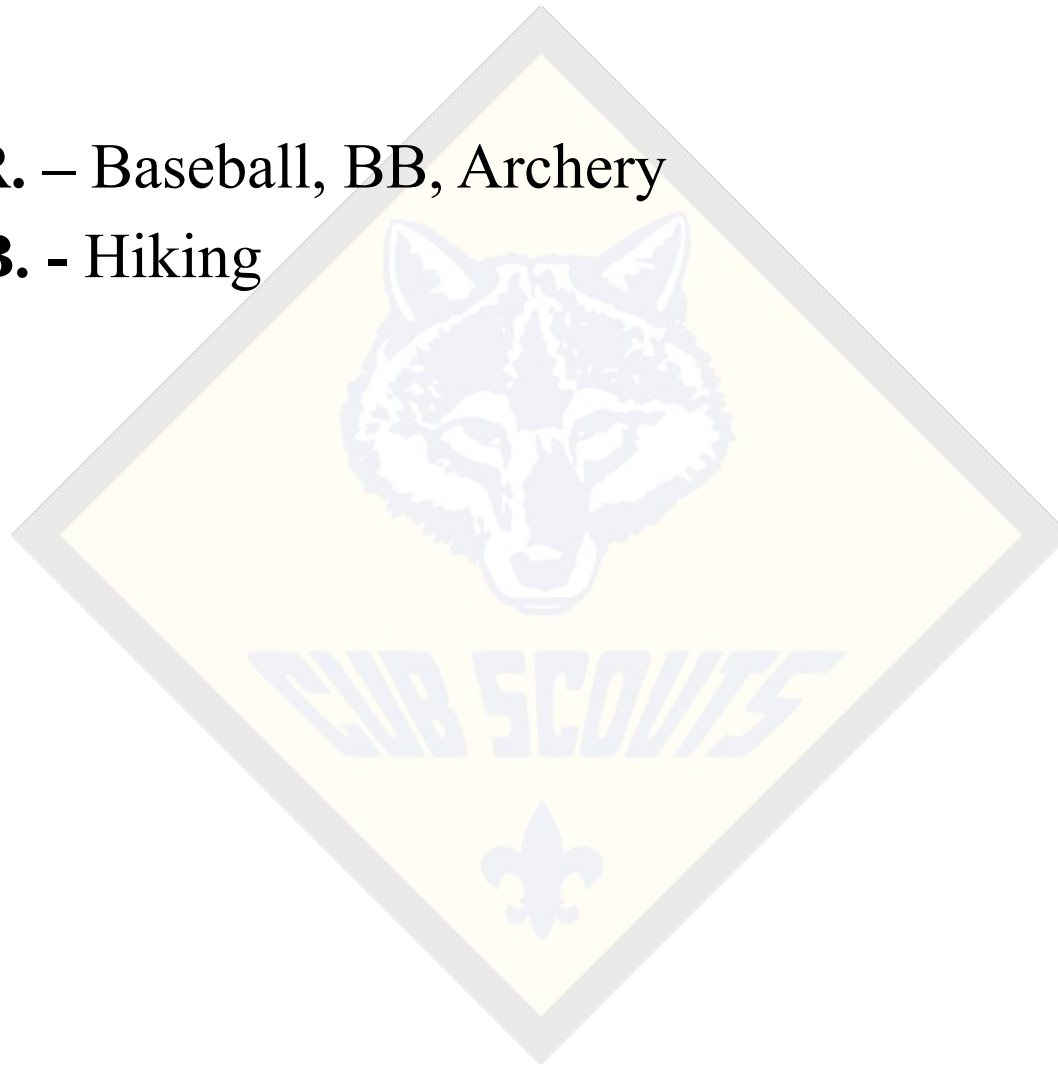 R. – Baseball, BB, Archery
B. - Hiking
CUB SCOUTS